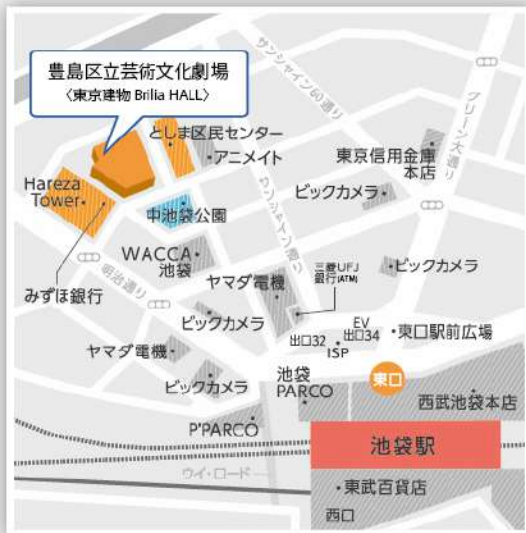 豊島区立芸術文化劇場
〈東京建物 Brillia HALL〉
サンシャイン60通り
グリーン大通り
としま区民センター
アニメイト
東京信用金庫
本店
Hareza
Tower
ビックカメラ
中池袋公園
サンシャイン通り
WACCA
池袋
明治通り
みずほ銀行
ヤマダ電機
三菱UFJ
銀行(ATM)
ビックカメラ
ビックカメラ
EV
出口32
出口34
東口駅前広場
ISP
ヤマダ電機
ビックカメラ
池袋
PARCO
東口
西武池袋本店
P'PARCO
池袋駅
ウイ・ロード
東武百貨店
西口